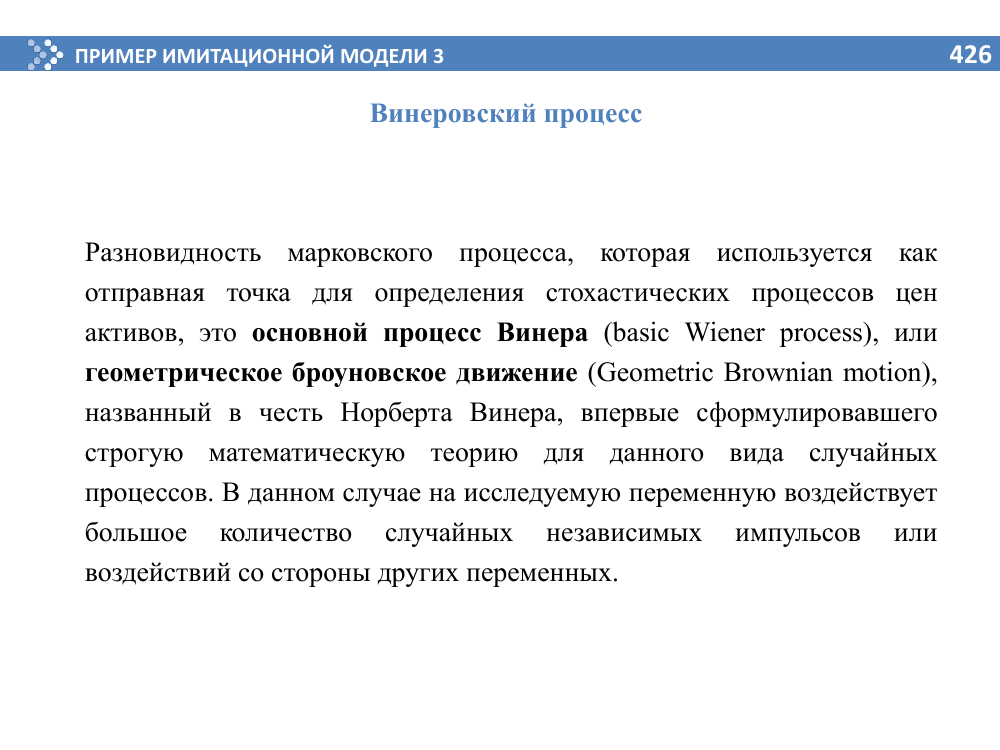 ПРИМЕР ИМИТАЦИОННОЙ МОДЕЛИ 3
426
Винеровский процесс
Разновидность марковского процесса, которая используется как
отправная точка для определения стохастических процессов цен
активов, это основной процесс Винера (basic Wiener process), или
геометрическое броуновское движение (Geometric Brownian motion),
названный в честь Норберта Винера, впервые сформулировавшего
строгую математическую теорию для данного вида случайных
процессов. В данном случае на исследуемую переменную воздействует
большое количество случайных независимых импульсов или
воздействий со стороны других переменных.